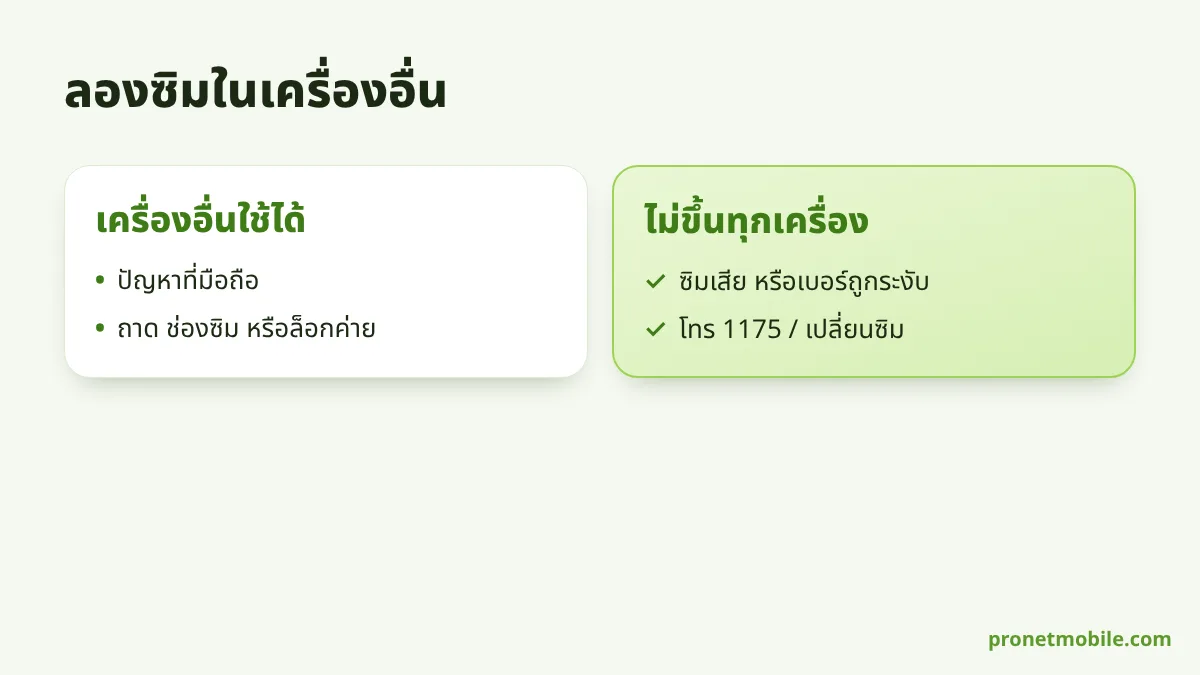 ลองซิมในเครื่องอื่น
เครื่องอื่นใช้ได้
• ปัญหาที่มือถือ
• ถาด ช่องซิม หรือล็อกค่าย
ไม่ขึ้นทุกเครื่อง
✓ ซิมเสีย หรือเบอร์ถูกระงับ
✓ โทร 1175 / เปลี่ยนซิม
pronetmobile.com